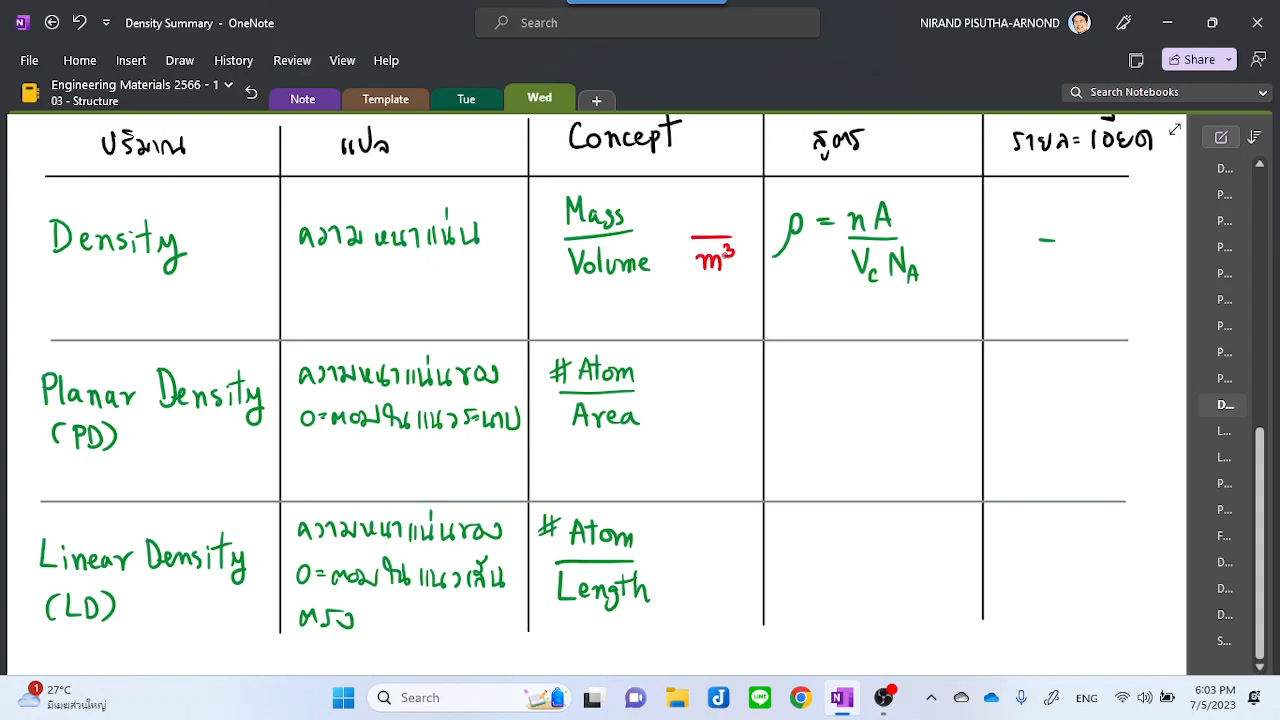 Density Summary - OneNote
Search
NIRAND PISUTHA-ARNOND
File Home Insert Draw History Review View Help
Share
Engineering Materials 2566 - 1
03 - Structure
Note
Template
Tue
Wed
Search Notebooks
ปริมาณ แปล Concept สูตร รายละเอียด
Density
ความหนาแน่น
Mass
Volume
m³
ρ = nA
V_C N_A
-
Planar Density
(PD)
ความหนาแน่นของ
อะตอมในแนวระนาบ
# Atom
Area
Linear Density
(LD)
ความหนาแน่นของ
อะตอมในแนวเส้น
ตรง
# Atom
Length
D...
P...
P...
D...
P...
P...
P...
P...
P...
D...
L...
L...
P...
P...
F...
D...
D...
D...
S...
1
27°C
มีเมฆส่วนใหญ่
Search
LINE
ENG
6:03 PM
7/5/2023